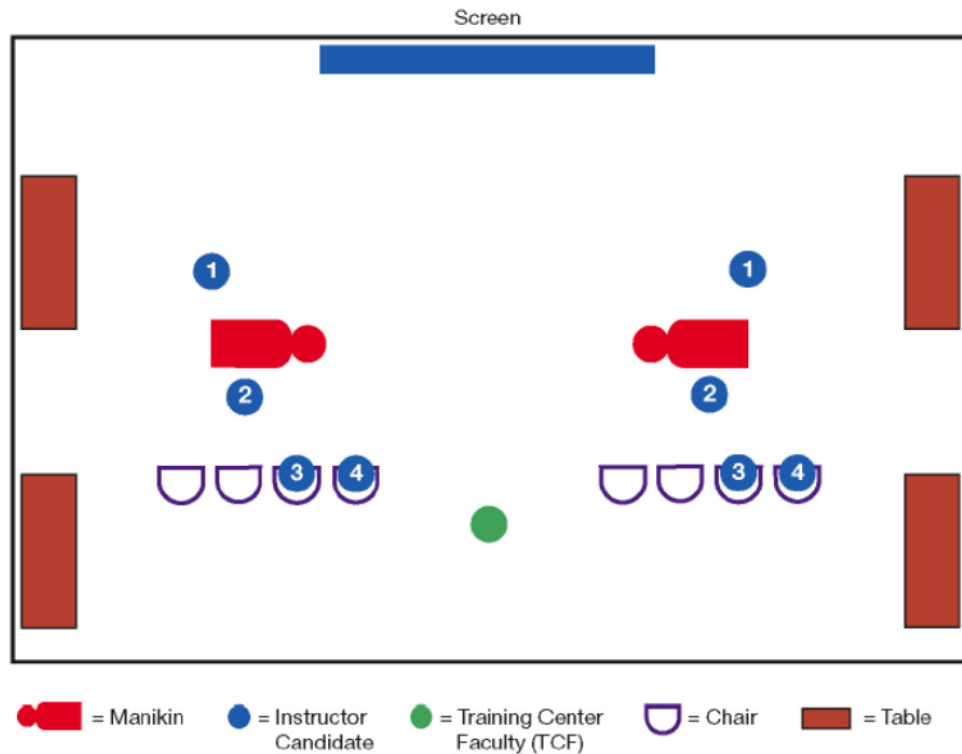 Screen
1 1
2 2
3 4 3 4
= Manikin = Instructor Candidate = Training Center Faculty (TCF) = Chair = Table